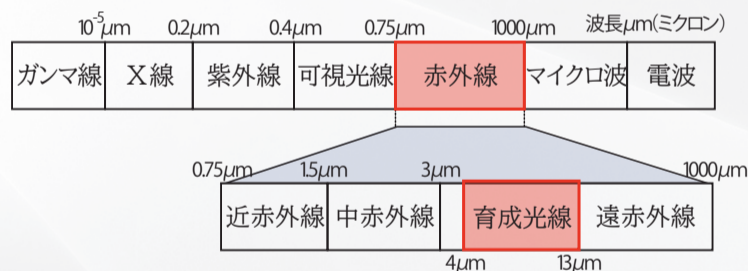 10⁻⁵μm 0.2μm 0.4μm 0.75μm 1000μm 波長μm(ミクロン)
ガンマ線 X線 紫外線 可視光線 赤外線 マイクロ波 電波
0.75μm 1.5μm 3μm 1000μm
近赤外線 中赤外線 育成光線 遠赤外線
4μm 13μm